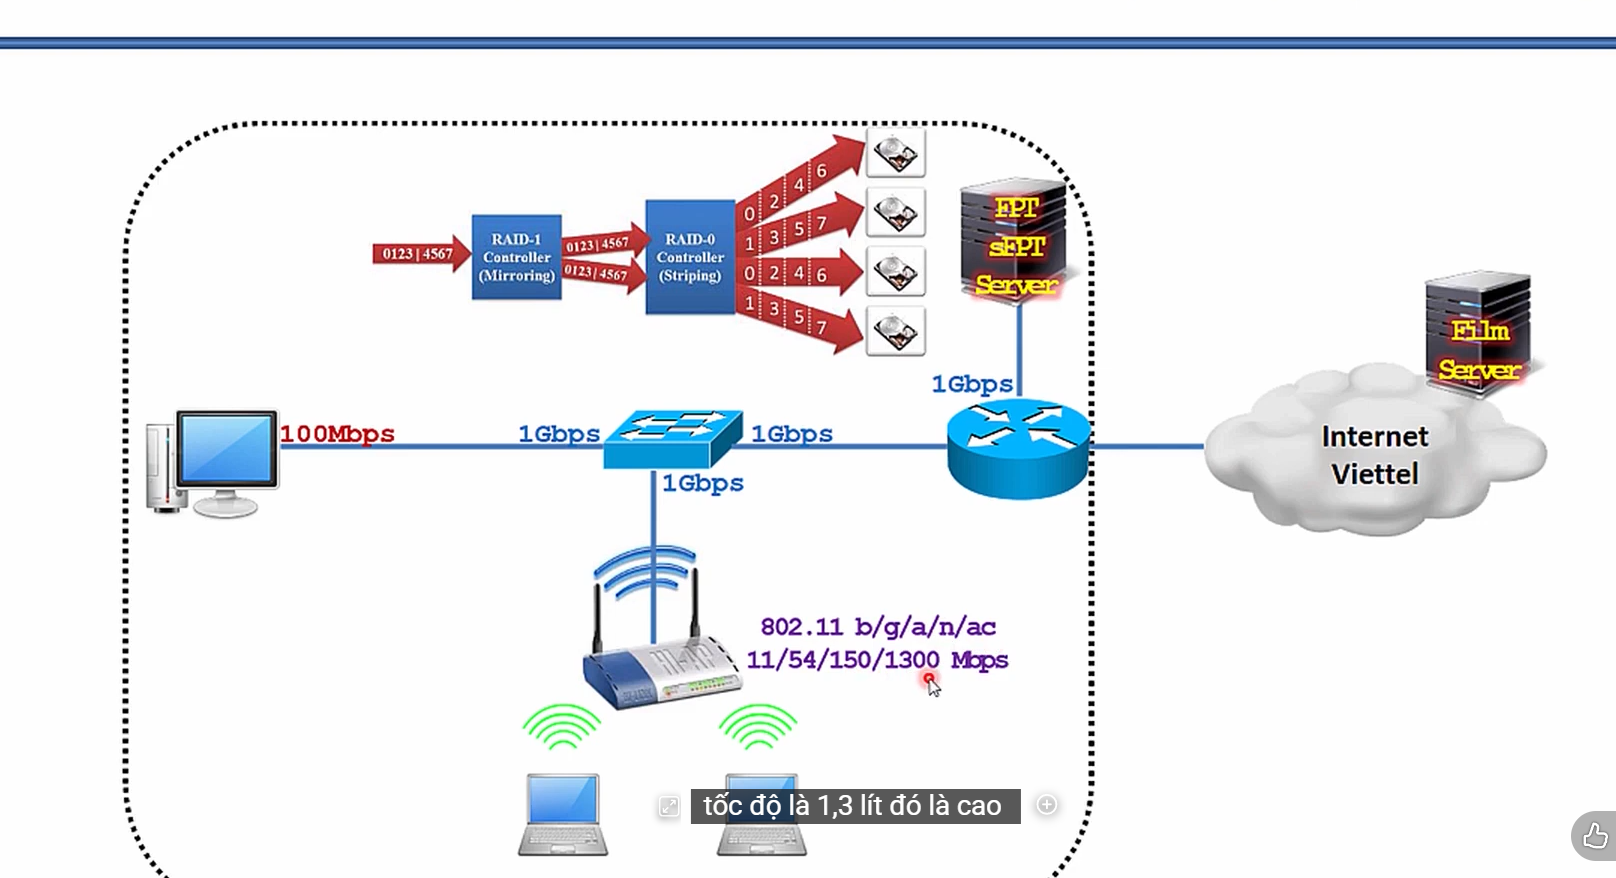 0123|4567
RAID-1
Controller
(Mirroring)
0123|4567
0123|4567
RAID-0
Controller
(Striping)
0 2 4 6
1 3 5 7
0 2 4 6
1 3 5 7
FPT
sFPT
Server
Film
Server
1Gbps
100Mbps
1Gbps
1Gbps
1Gbps
Internet
Viettel
802.11 b/g/a/n/ac
11/54/150/1300 Mbps
tốc độ là 1,3 lít đó là cao